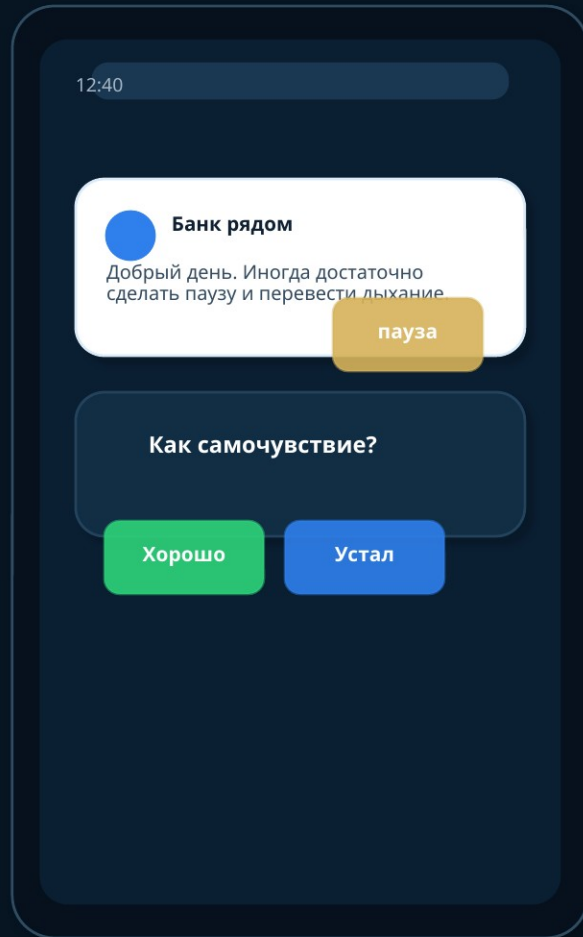 12:40
Банк рядом
Добрый день. Иногда достаточно
сделать паузу и перевести дыхание.
пауза
Как самочувствие?
Хорошо
Устал